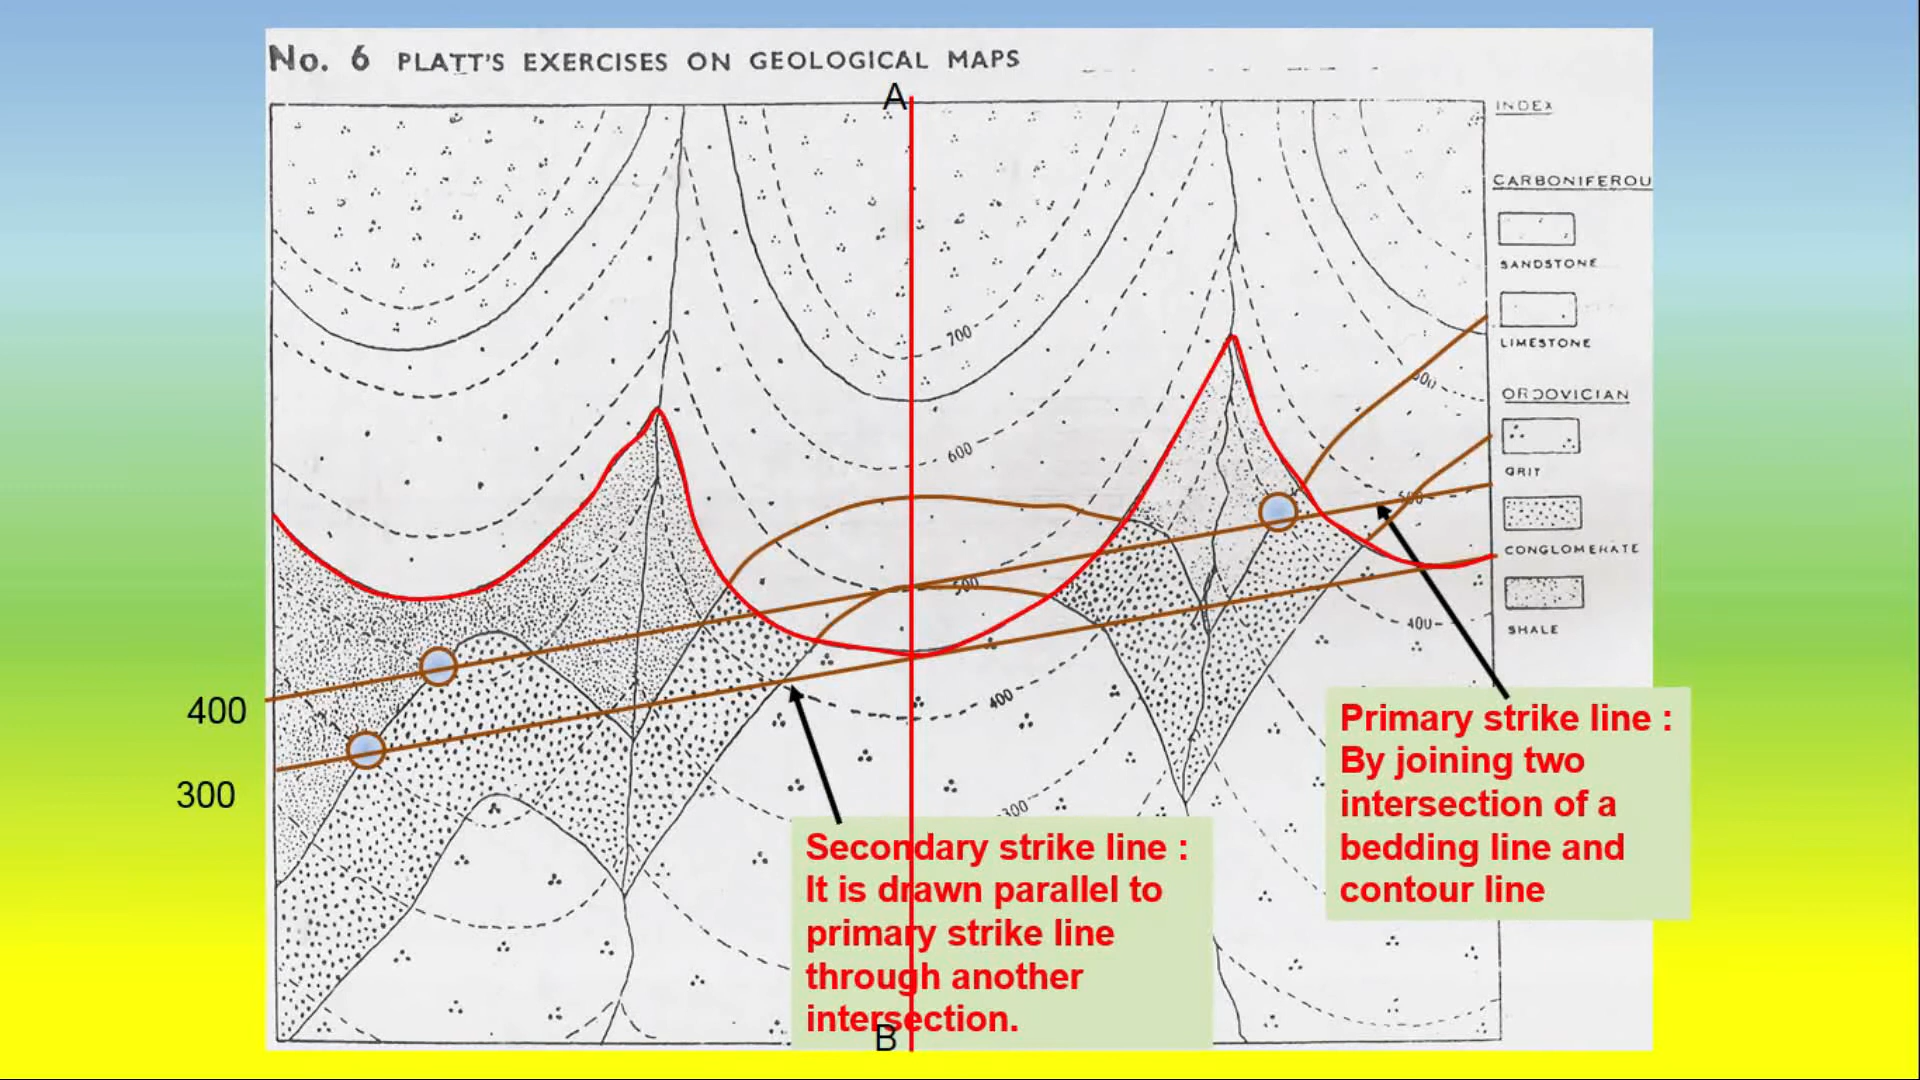 No. 6 PLATT'S EXERCISES ON GEOLOGICAL MAPS
A
INDEX
CARBONIFEROU
SANDSTONE
LIMESTONE
ORDOVICIAN
GRIT
CONGLOMERATE
SHALE
700
600
500
400
300
500
400-
400
300
Primary strike line :
By joining two
intersection of a
bedding line and
contour line
Secondary strike line :
It is drawn parallel to
primary strike line
through another
intersection.
B